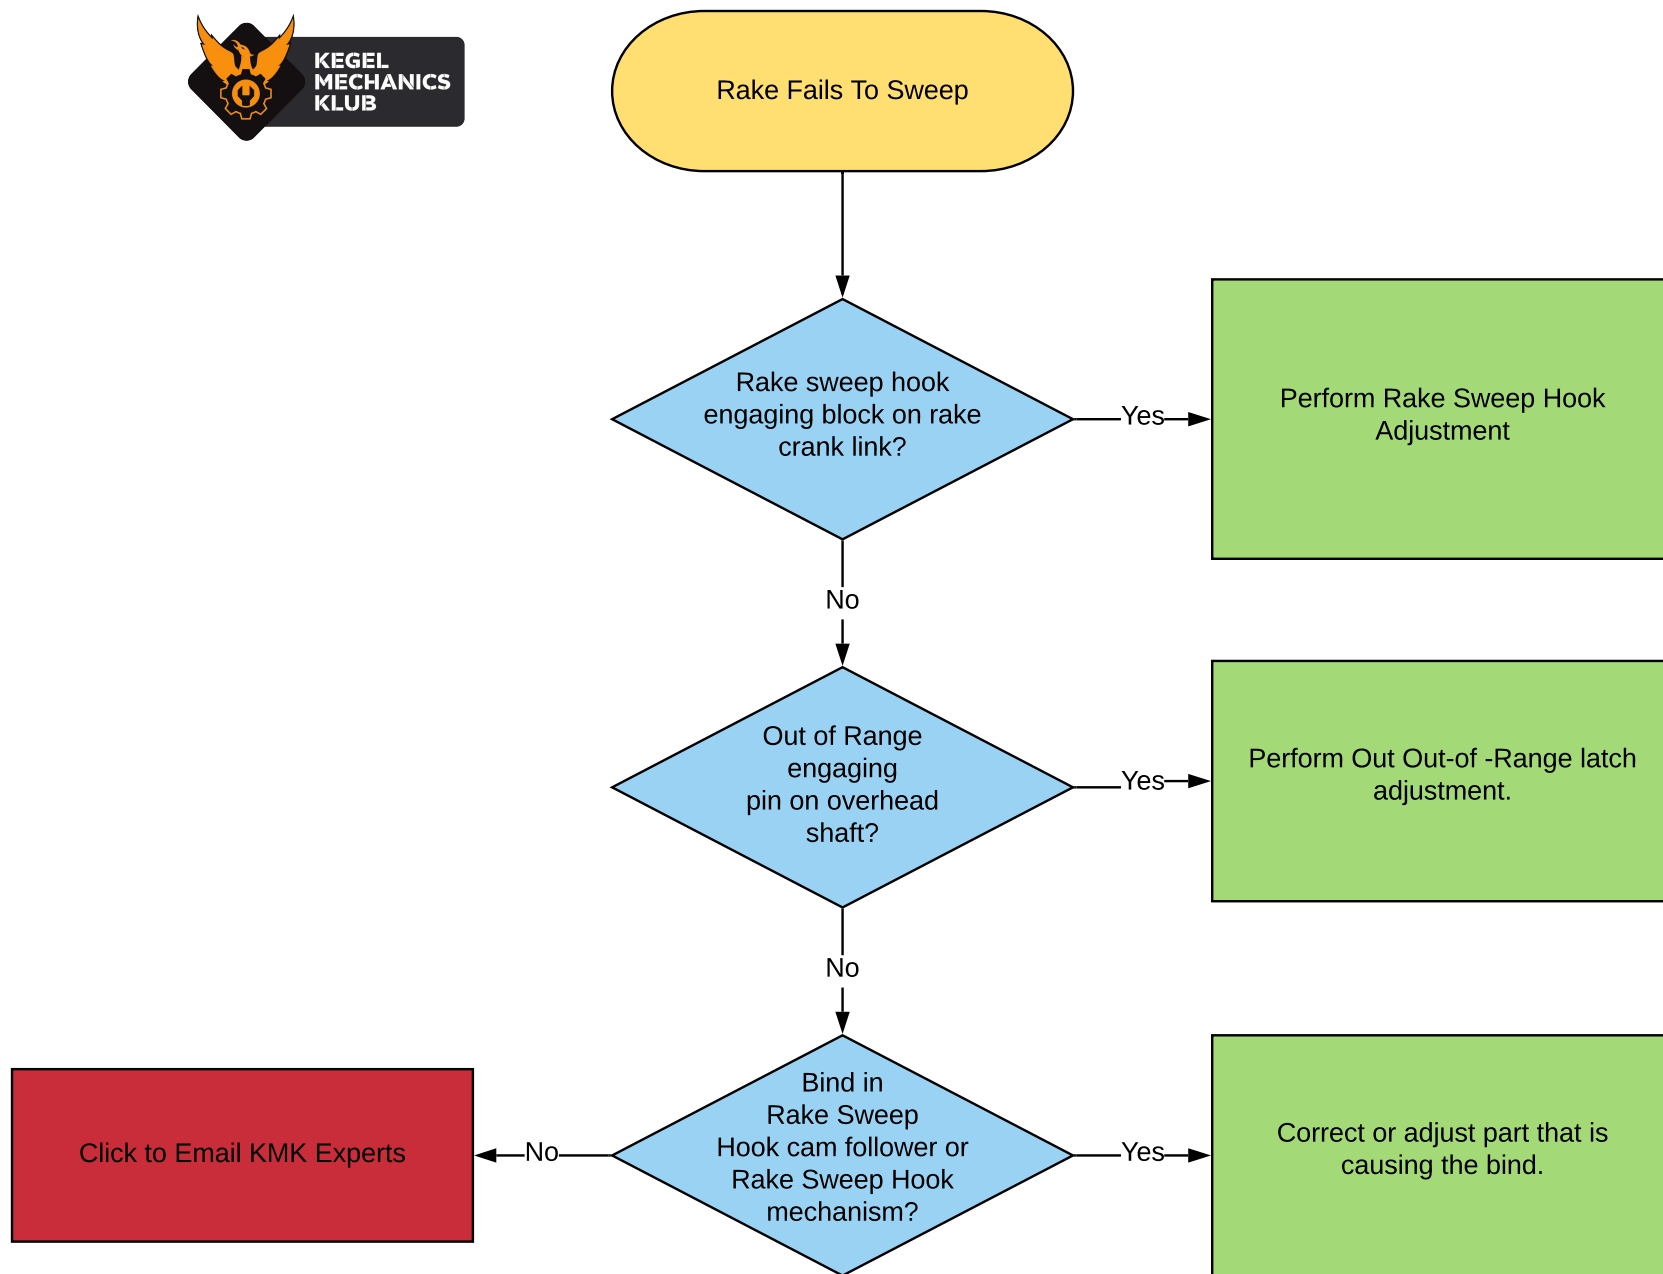 KEGEL
MECHANICS
KLUB
Rake Fails To Sweep
Rake sweep hook
engaging block on rake
crank link?
Yes
Perform Rake Sweep Hook
Adjustment
No
Out of Range
engaging
pin on overhead
shaft?
Yes
Perform Out Out-of -Range latch
adjustment.
No
Bind in
Rake Sweep
Hook cam follower or
Rake Sweep Hook
mechanism?
Yes
Correct or adjust part that is
causing the bind.
No
Click to Email KMK Experts